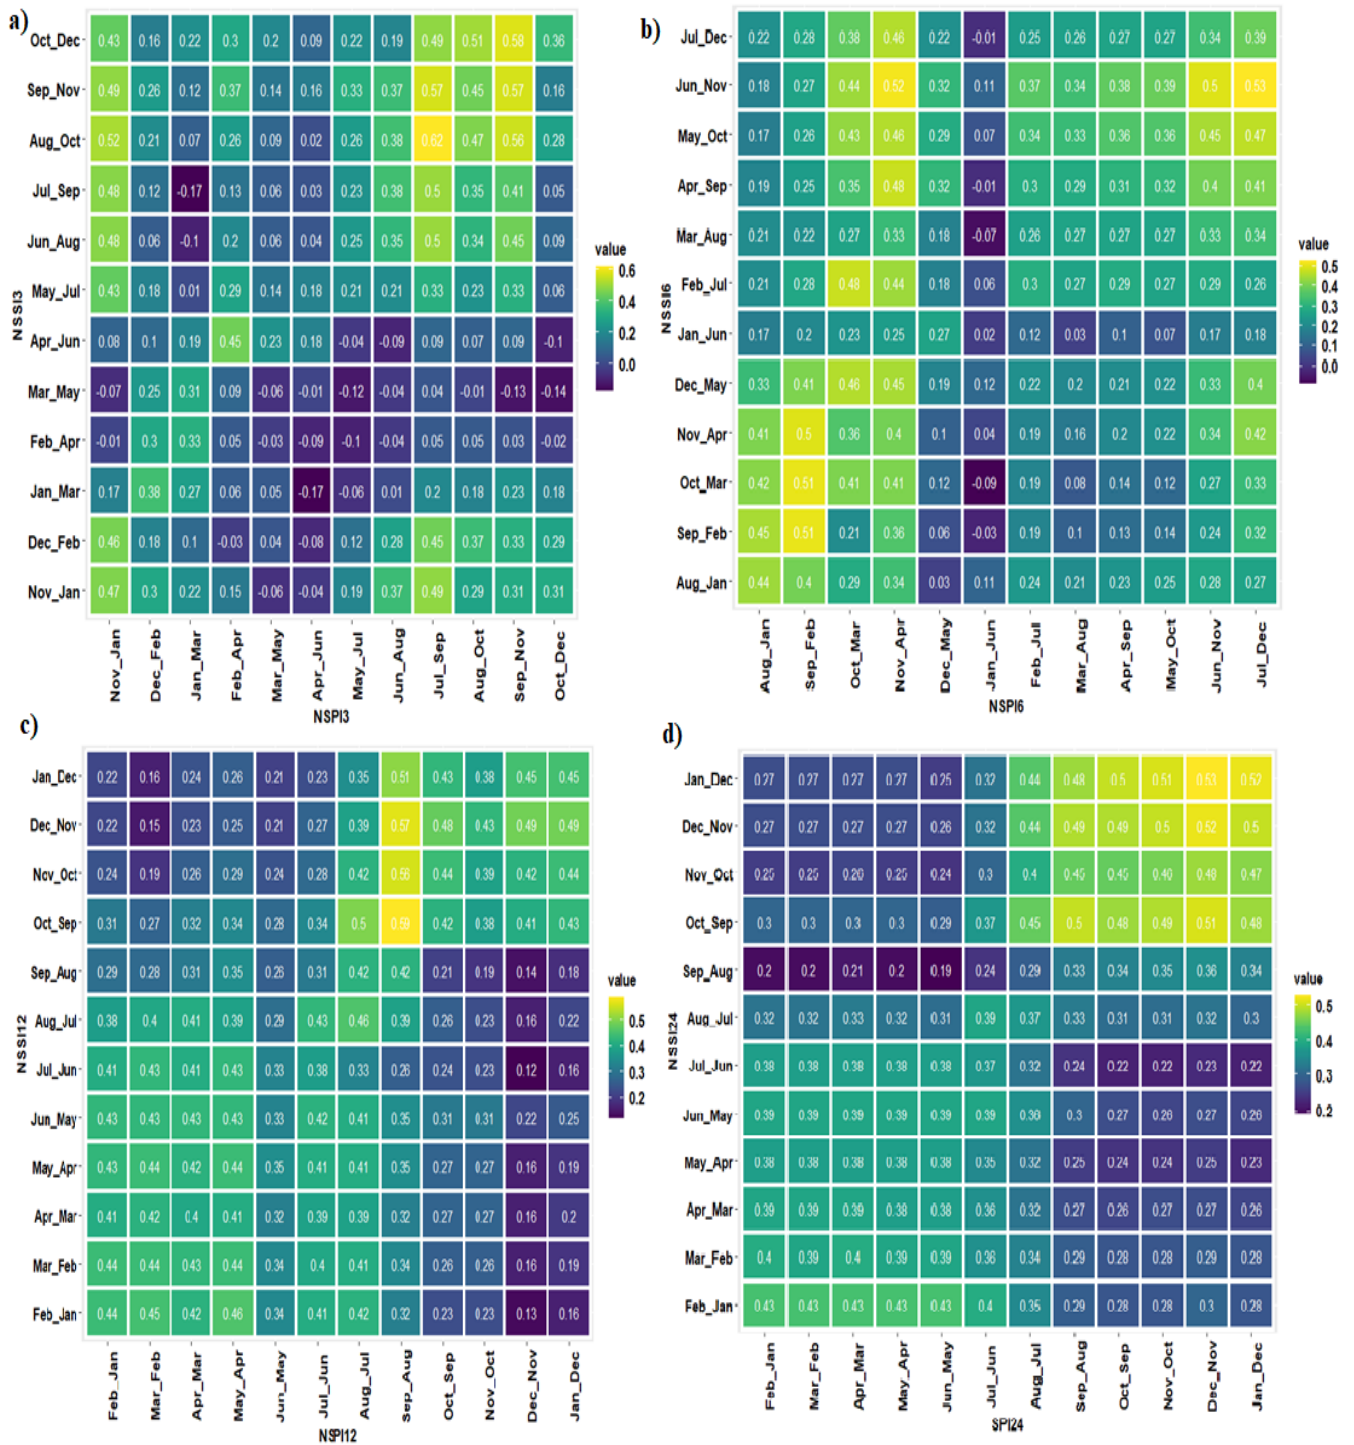 a)
Oct_Dec 0.43 0.16 0.22 0.3 0.2 0.09 0.22 0.19 0.49 0.51 0.58 0.36
Sep_Nov 0.49 0.26 0.12 0.37 0.14 0.16 0.33 0.37 0.57 0.45 0.57 0.16
Aug_Oct 0.52 0.21 0.07 0.26 0.09 0.02 0.26 0.38 0.62 0.47 0.56 0.28
Jul_Sep 0.48 0.12 -0.17 0.13 0.06 0.03 0.23 0.38 0.5 0.35 0.41 0.05
Jun_Aug 0.48 0.06 -0.1 0.2 0.06 0.04 0.25 0.35 0.5 0.34 0.45 0.09
May_Jul 0.43 0.18 0.01 0.29 0.14 0.18 0.21 0.21 0.33 0.23 0.33 0.06
Apr_Jun 0.08 0.1 0.19 0.45 0.23 0.18 -0.04 -0.09 0.09 0.07 0.09 -0.1
Mar_May -0.07 0.25 0.31 0.09 -0.06 -0.01 -0.12 -0.04 0.04 -0.01 -0.13 -0.14
Feb_Apr -0.01 0.3 0.33 0.05 -0.03 -0.09 -0.1 -0.04 0.05 0.05 0.03 -0.02
Jan_Mar 0.17 0.38 0.27 0.06 0.05 -0.17 -0.06 0.01 0.2 0.18 0.23 0.18
Dec_Feb 0.46 0.18 0.1 -0.03 0.04 -0.08 0.12 0.28 0.45 0.37 0.33 0.29
Nov_Jan 0.47 0.3 0.22 0.15 -0.06 -0.04 0.19 0.37 0.49 0.29 0.31 0.31
NSSI3
Nov_Jan Dec_Feb Jan_Mar Feb_Apr Mar_May Apr_Jun May_Jul Jun_Aug Jul_Sep Aug_Oct Sep_Nov Oct_Dec
NSPI3
value
0.6
0.4
0.2
0.0
b)
Jul_Dec 0.22 0.28 0.38 0.46 0.22 -0.01 0.25 0.26 0.27 0.27 0.34 0.39
Jun_Nov 0.18 0.27 0.44 0.52 0.32 0.11 0.37 0.34 0.38 0.39 0.5 0.53
May_Oct 0.17 0.26 0.43 0.46 0.29 0.07 0.34 0.33 0.36 0.36 0.45 0.47
Apr_Sep 0.19 0.25 0.35 0.48 0.32 -0.01 0.3 0.29 0.31 0.32 0.4 0.41
Mar_Aug 0.21 0.22 0.27 0.33 0.18 -0.07 0.26 0.27 0.27 0.27 0.33 0.34
Feb_Jul 0.21 0.28 0.48 0.44 0.18 0.06 0.3 0.27 0.29 0.27 0.29 0.26
Jan_Jun 0.17 0.2 0.23 0.25 0.27 0.02 0.12 0.03 0.1 0.07 0.17 0.18
Dec_May 0.33 0.41 0.46 0.45 0.19 0.12 0.22 0.2 0.21 0.22 0.33 0.4
Nov_Apr 0.41 0.5 0.36 0.4 0.1 0.04 0.19 0.16 0.2 0.22 0.34 0.42
Oct_Mar 0.42 0.51 0.41 0.41 0.12 -0.09 0.19 0.08 0.14 0.12 0.27 0.33
Sep_Feb 0.45 0.51 0.21 0.36 0.06 -0.03 0.19 0.1 0.13 0.14 0.24 0.32
Aug_Jan 0.44 0.4 0.29 0.34 0.03 0.11 0.24 0.21 0.23 0.25 0.28 0.27
NSSI6
Aug_Jan Sep_Feb Oct_Mar Nov_Apr Dec_May Jan_Jun Feb_Jul Mar_Aug Apr_Sep May_Oct Jun_Nov Jul_Dec
NSPI6
value
0.5
0.4
0.3
0.2
0.1
0.0
c)
Jan_Dec 0.22 0.16 0.24 0.26 0.21 0.23 0.35 0.51 0.43 0.38 0.45 0.45
Dec_Nov 0.22 0.15 0.23 0.25 0.21 0.27 0.39 0.57 0.48 0.43 0.49 0.49
Nov_Oct 0.24 0.19 0.26 0.29 0.24 0.28 0.42 0.56 0.44 0.39 0.42 0.44
Oct_Sep 0.31 0.27 0.32 0.34 0.28 0.34 0.5 0.59 0.42 0.38 0.41 0.43
Sep_Aug 0.29 0.28 0.31 0.35 0.26 0.31 0.42 0.42 0.21 0.19 0.14 0.18
Aug_Jul 0.38 0.4 0.41 0.39 0.29 0.43 0.46 0.39 0.26 0.23 0.16 0.22
Jul_Jun 0.41 0.43 0.41 0.43 0.33 0.38 0.33 0.26 0.24 0.23 0.12 0.16
Jun_May 0.43 0.43 0.43 0.43 0.33 0.42 0.41 0.35 0.31 0.31 0.22 0.25
May_Apr 0.43 0.44 0.42 0.44 0.35 0.41 0.41 0.35 0.27 0.27 0.16 0.19
Apr_Mar 0.41 0.42 0.4 0.41 0.32 0.39 0.39 0.32 0.27 0.27 0.16 0.2
Mar_Feb 0.44 0.44 0.43 0.44 0.34 0.4 0.41 0.34 0.26 0.26 0.16 0.19
Feb_Jan 0.44 0.45 0.42 0.46 0.34 0.41 0.42 0.32 0.23 0.23 0.13 0.16
NSSI12
Feb_Jan Mar_Feb Apr_Mar May_Apr Jun_May Jul_Jun Aug_Jul Sep_Aug Oct_Sep Nov_Oct Dec_Nov Jan_Dec
NSPI12
value
0.5
0.4
0.3
0.2
d)
Jan_Dec 0.27 0.27 0.27 0.27 0.25 0.32 0.44 0.48 0.5 0.51 0.53 0.52
Dec_Nov 0.27 0.27 0.27 0.27 0.26 0.32 0.44 0.49 0.49 0.5 0.52 0.5
Nov_Oct 0.25 0.25 0.26 0.25 0.24 0.3 0.4 0.45 0.45 0.48 0.47
Oct_Sep 0.3 0.3 0.3 0.3 0.29 0.37 0.45 0.5 0.48 0.49 0.51 0.48
Sep_Aug 0.2 0.2 0.21 0.2 0.19 0.24 0.29 0.33 0.34 0.35 0.36 0.34
Aug_Jul 0.32 0.32 0.33 0.32 0.31 0.39 0.37 0.33 0.31 0.31 0.32 0.3
Jul_Jun 0.38 0.38 0.38 0.38 0.38 0.37 0.32 0.24 0.22 0.22 0.23 0.22
Jun_May 0.39 0.39 0.39 0.39 0.39 0.39 0.36 0.3 0.27 0.26 0.27 0.26
May_Apr 0.38 0.38 0.38 0.38 0.38 0.35 0.32 0.25 0.24 0.24 0.25 0.23
Apr_Mar 0.39 0.39 0.39 0.38 0.38 0.36 0.32 0.27 0.26 0.27 0.27 0.26
Mar_Feb 0.4 0.39 0.4 0.39 0.39 0.36 0.34 0.29 0.28 0.28 0.29 0.28
Feb_Jan 0.43 0.43 0.43 0.43 0.43 0.4 0.35 0.29 0.28 0.28 0.3 0.28
NSSI24
Feb_Jan Mar_Feb Apr_Mar May_Apr Jun_May Jul_Jun Aug_Jul Sep_Aug Oct_Sep Nov_Oct Dec_Nov Jan_Dec
SPI24
value
0.5
0.4
0.3
0.2